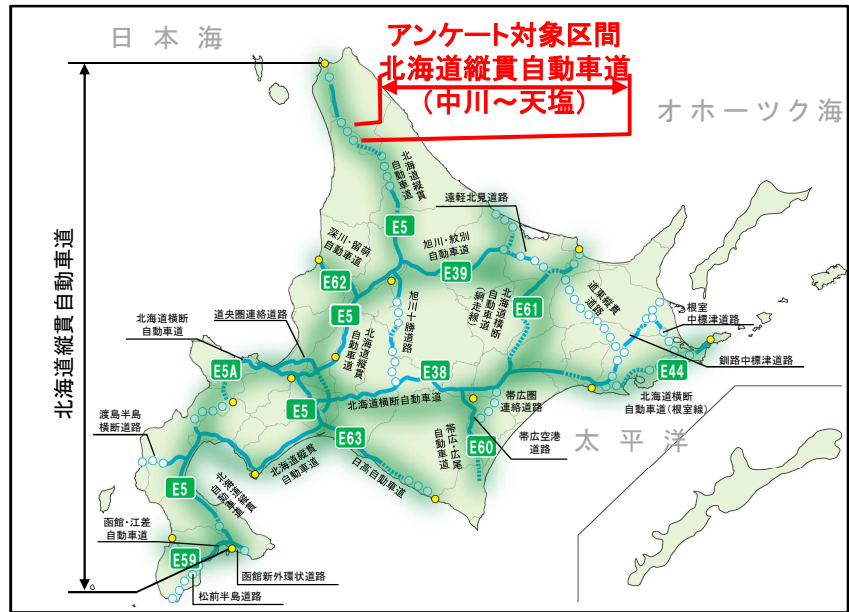 日本海
アンケート対象区間
北海道縦貫自動車道
（中川～天塩）
オホーツク海
北海道縦貫自動車道
北海道縦貫
自動車道
遠軽北見道路
E5
旭川・紋別
自動車道
E39
深川・留萌
自動車道
E62
E5
北海道縦貫
自動車道
旭川十勝道路
北海道横断
自動車道
(網走線)
E61
道東縦貫
道路
根室
中標津道路
釧路中標津道路
E44
北海道横断
自動車道(根室線)
北海道横断
自動車道
道央圏連絡道路
E5A
E5
E38
北海道横断自動車道
帯広圏
連絡道路
帯広・広尾
自動車道
E60
帯広空港
道路
太平洋
E63
日高自動車道
北海道縦貫
自動車道
渡島半島
横断道路
E5
北海道縦貫
自動車道
函館・江差
自動車道
E59
函館新外環状道路
松前半島道路